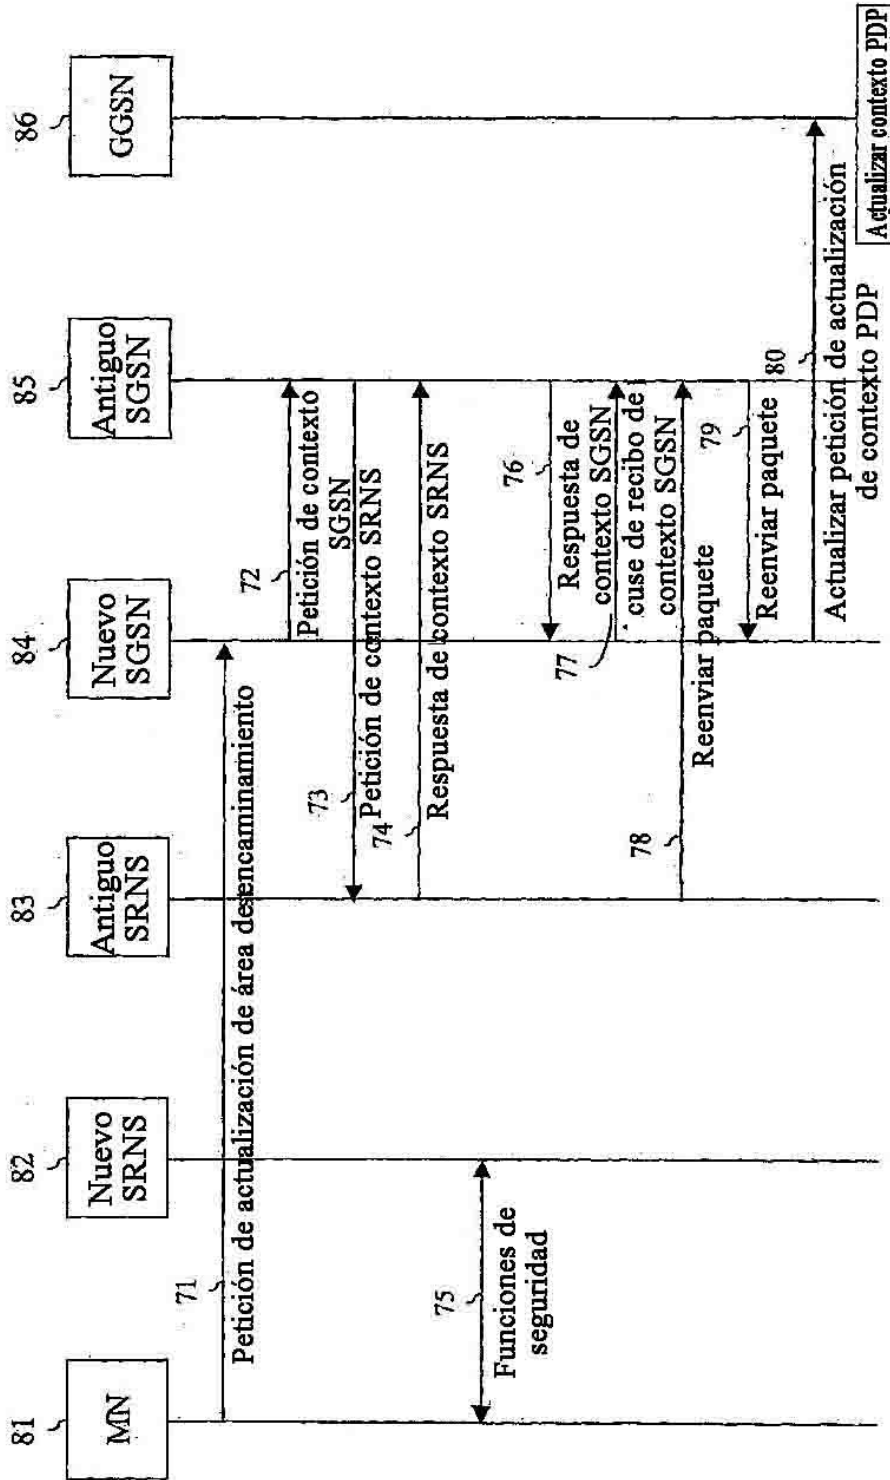 81
MN
82
Nuevo
SRNS
83
Antiguo
SRNS
84
Nuevo
SGSN
85
Antiguo
SGSN
86
GGSN
71
Petición de actualización de área desencaminamiento
72
Petición de contexto
SGSN
73
Petición de contexto SRNS
74
Respuesta de contexto SRNS
75
Funciones de
seguridad
76
Respuesta de
contexto SGSN
77
cuse de recibo de
contexto SGSN
78
Reenviar paquete
79
Reenviar paquete
80
Actualizar petición de actualización
de contexto PDP
Actualizar contexto PDP